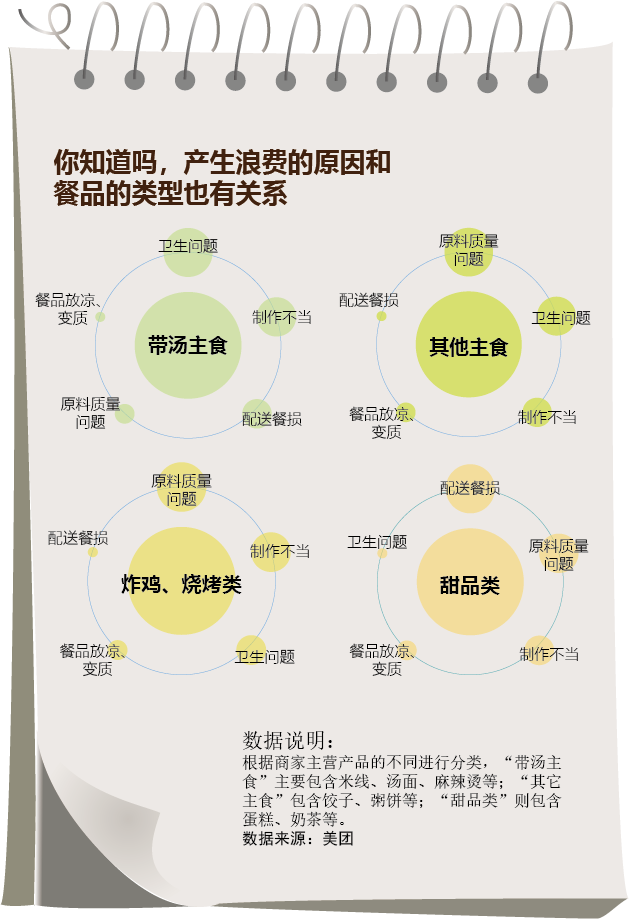 你知道吗，产生浪费的原因和
餐品的类型也有关系
卫生问题
餐品放凉、
变质
制作不当
带汤主食
原料质量
问题
配送餐损
原料质量
问题
配送餐损
卫生问题
其他主食
餐品放凉、
变质
制作不当
原料质量
问题
配送餐损
制作不当
炸鸡、烧烤类
餐品放凉、
变质
卫生问题
配送餐损
卫生问题
原料质量
问题
甜品类
餐品放凉、
变质
制作不当
数据说明：
根据商家主营产品的不同进行分类，“带汤主
食”主要包含米线、汤面、麻辣烫等；“其它
主食”包含饺子、粥饼等；“甜品类”则包含
蛋糕、奶茶等。
数据来源：美团